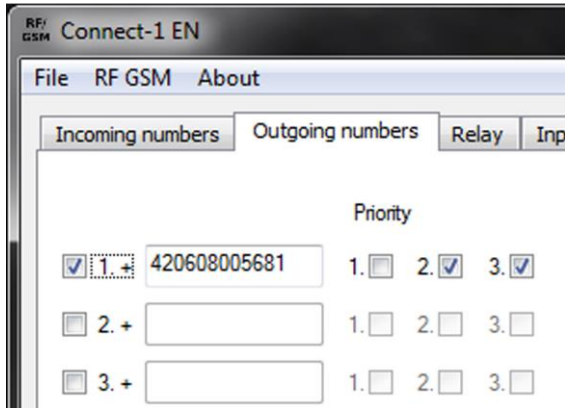 RF/
GSM Connect-1 EN
File RF GSM About
Incoming numbers Outgoing numbers Relay Inp
Priority
1. + 420608005681 1. 2. 3.
2. + 1. 2. 3.
3. + 1. 2. 3.